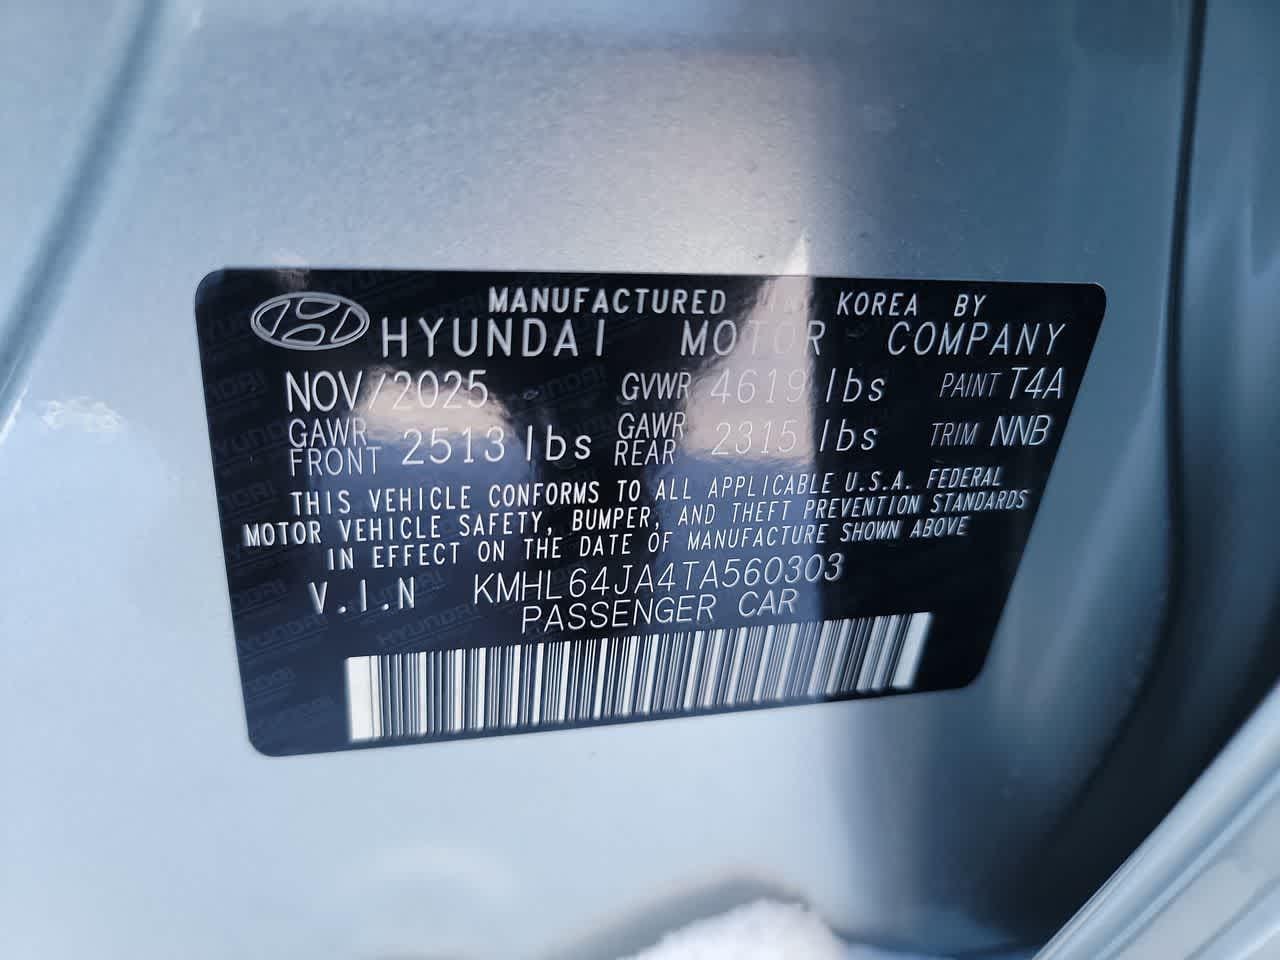 MANUFACTURED IN KOREA BY
HYUNDAI MOTOR COMPANY
NOV/2025 GVWR 4619 lbs PAINT T4A
GAWR FRONT 2513 lbs GAWR REAR 2315 lbs TRIM NNB
THIS VEHICLE CONFORMS TO ALL APPLICABLE U.S.A. FEDERAL
MOTOR VEHICLE SAFETY, BUMPER, AND THEFT PREVENTION STANDARDS
IN EFFECT ON THE DATE OF MANUFACTURE SHOWN ABOVE
V.I.N KMHL64JA4TA560303
PASSENGER CAR